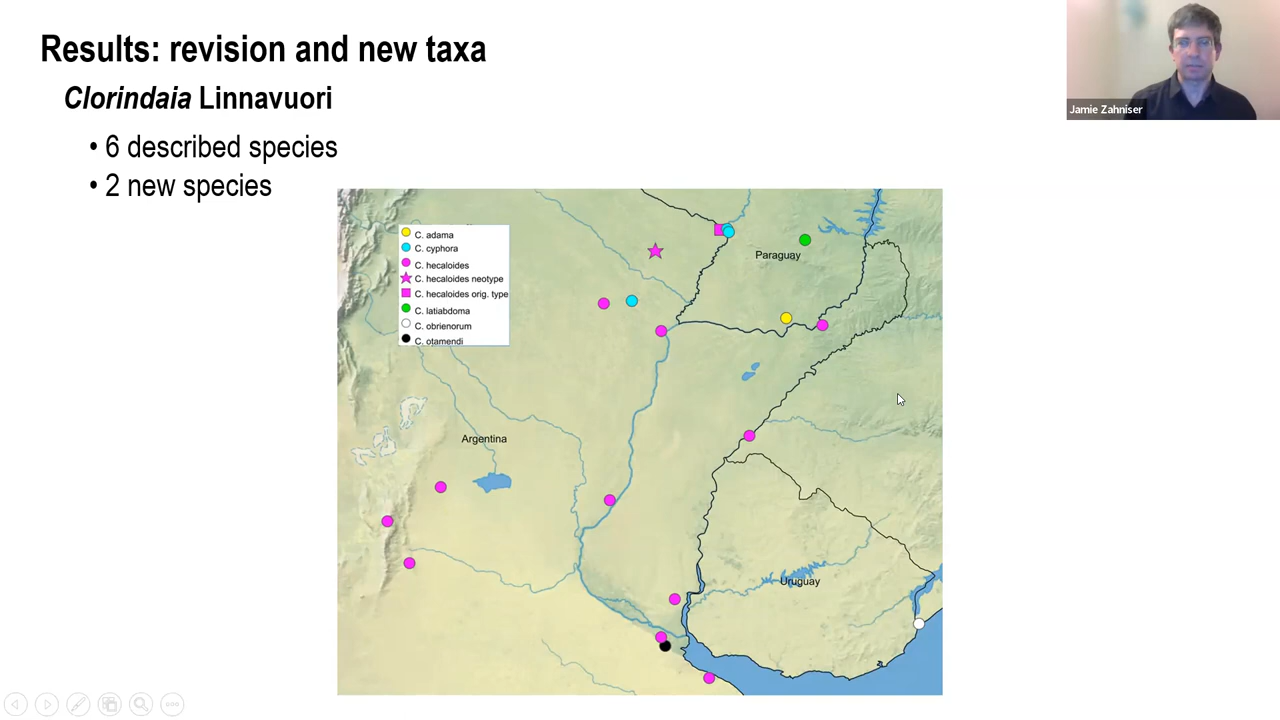 Results: revision and new taxa
Jamie Zahniser
Clorindaia Linnavuori
• 6 described species
• 2 new species
C. adama
C. cyphora
C. hecaloides
C. hecaloides neotype
C. hecaloides orig. type
C. latiabdoma
C. obrienorum
C. otamendi
Paraguay
Argentina
Uruguay